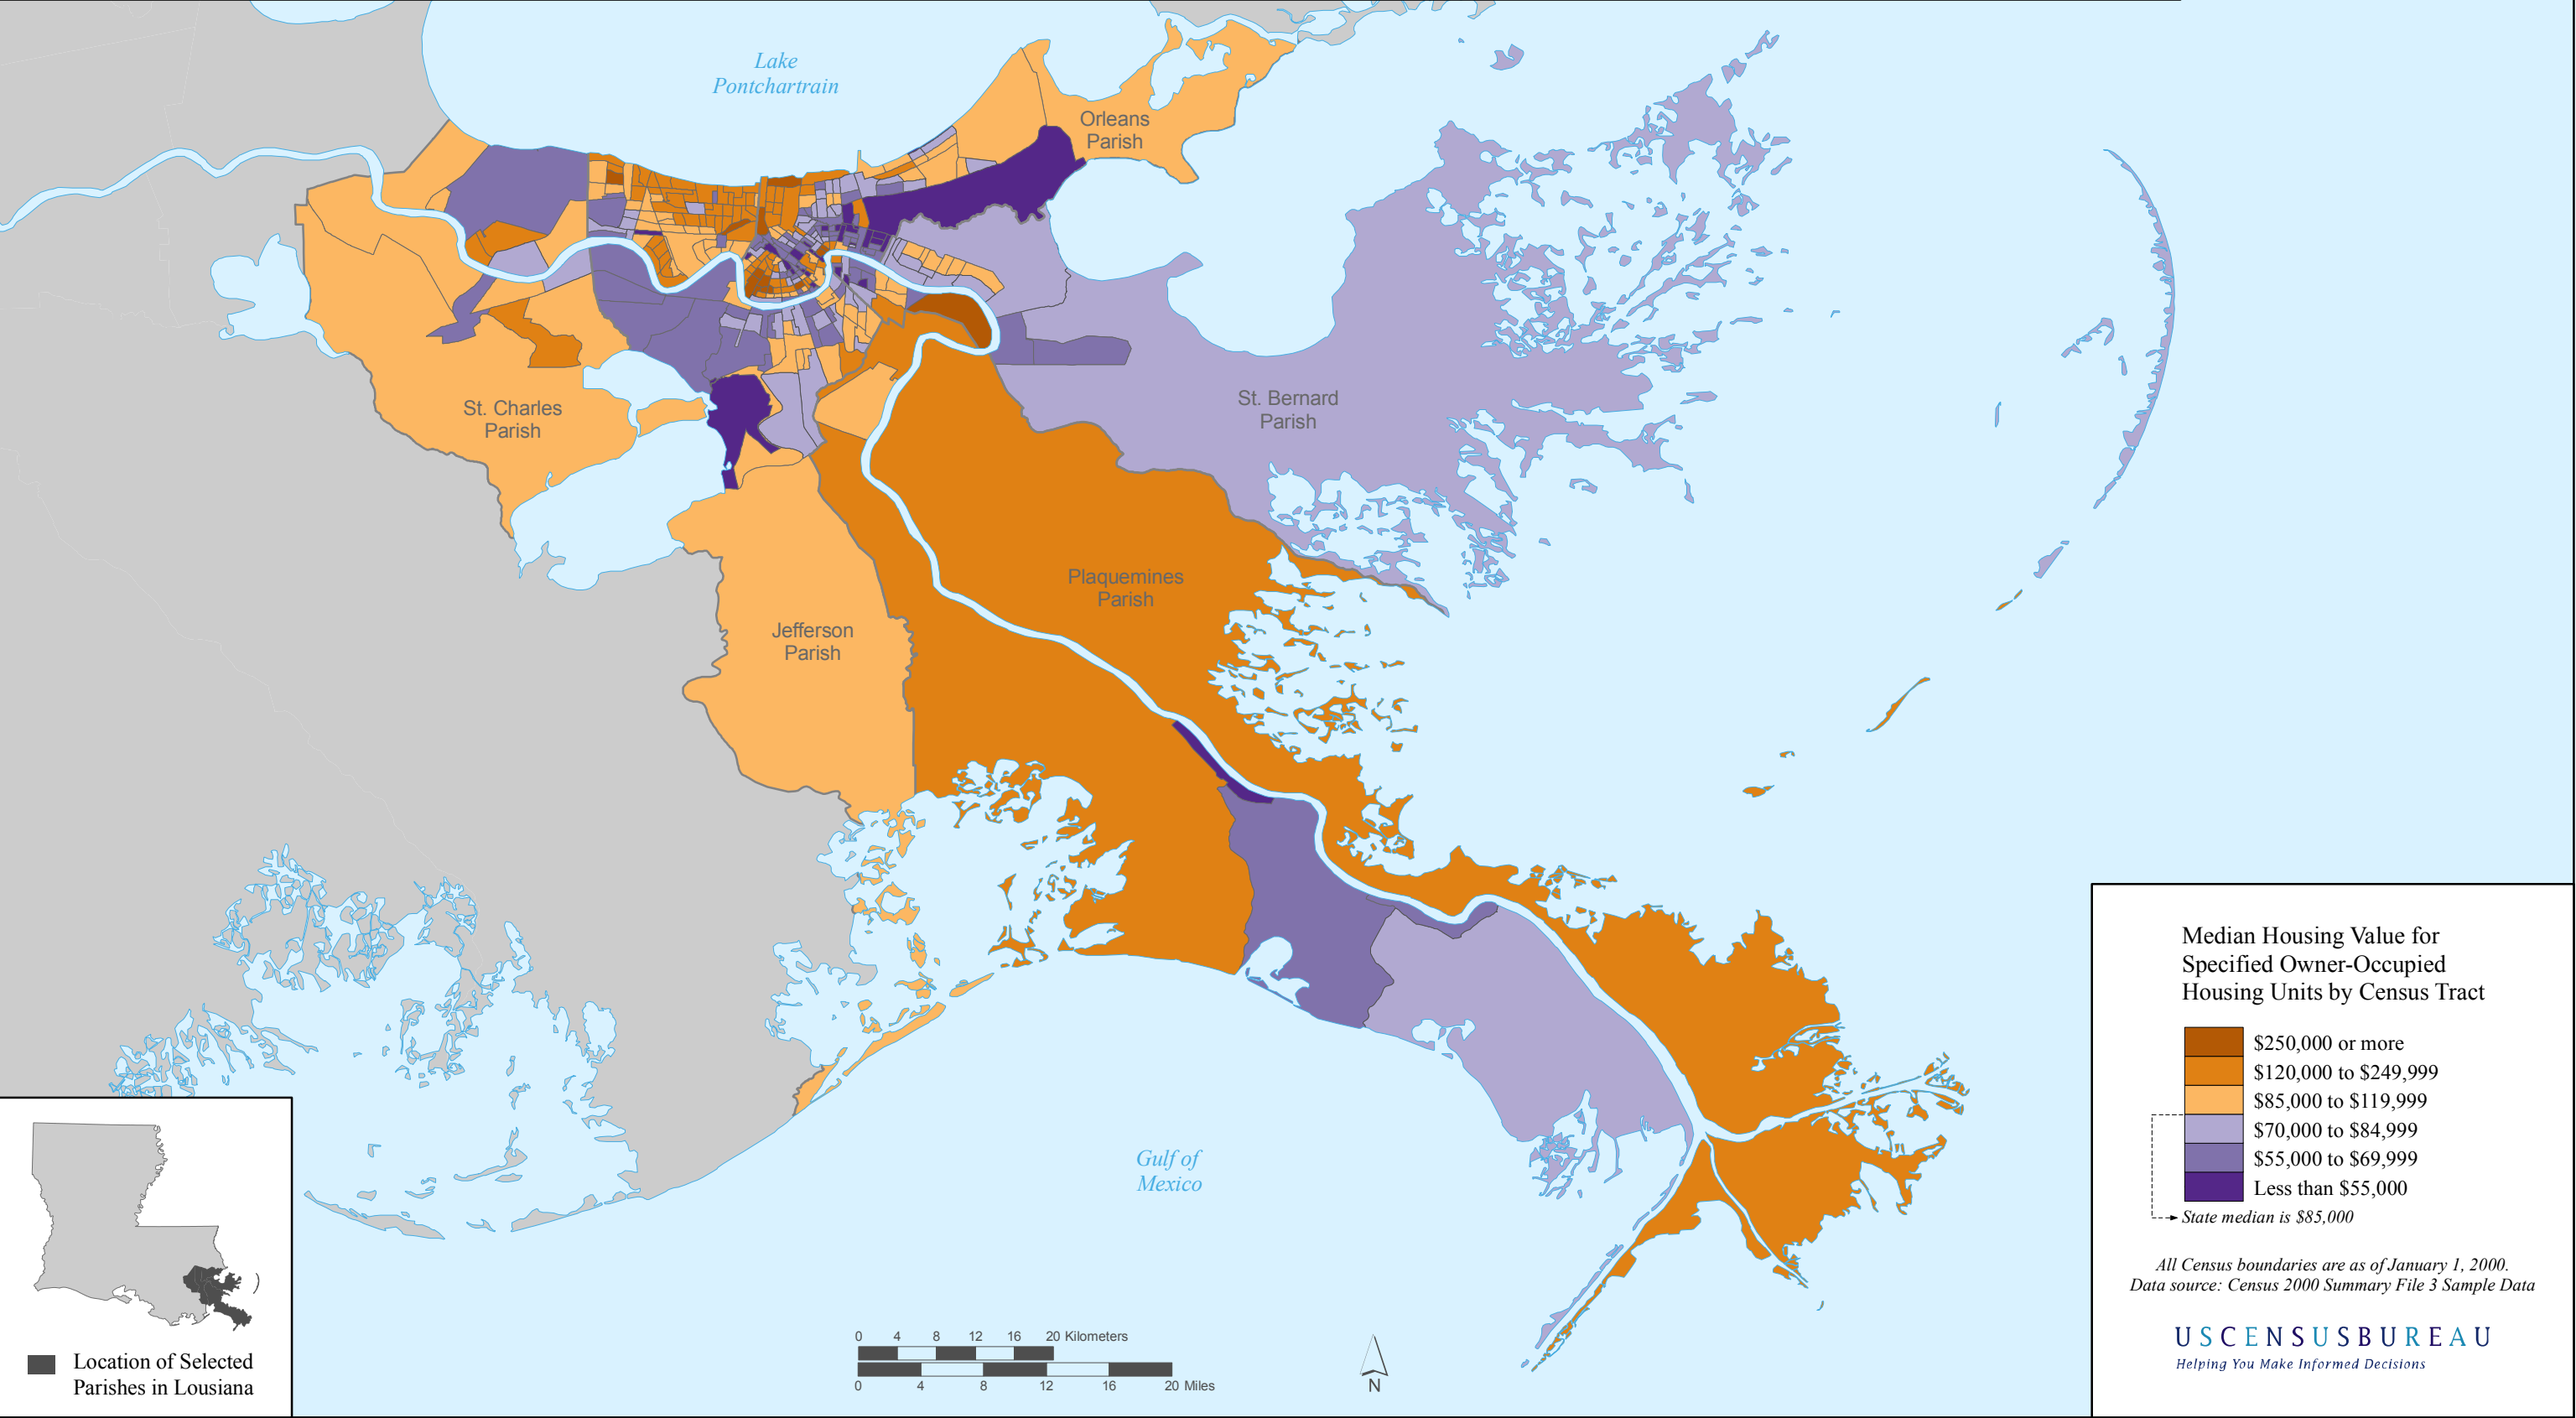 Lake
Pontchartrain
Orleans
Parish
St. Charles
Parish
St. Bernard
Parish
Plaquemines
Parish
Jefferson
Parish
Gulf of
Mexico
Median Housing Value for
Specified Owner-Occupied
Housing Units by Census Tract
$250,000 or more
$120,000 to $249,999
$85,000 to $119,999
$70,000 to $84,999
$55,000 to $69,999
Less than $55,000
State median is $85,000
All Census boundaries are as of January 1, 2000.
Data source: Census 2000 Summary File 3 Sample Data
USCENSUSBUREAU
Helping You Make Informed Decisions
Location of Selected
Parishes in Lousiana
0 4 8 12 16 20 Kilometers
0 4 8 12 16 20 Miles
N